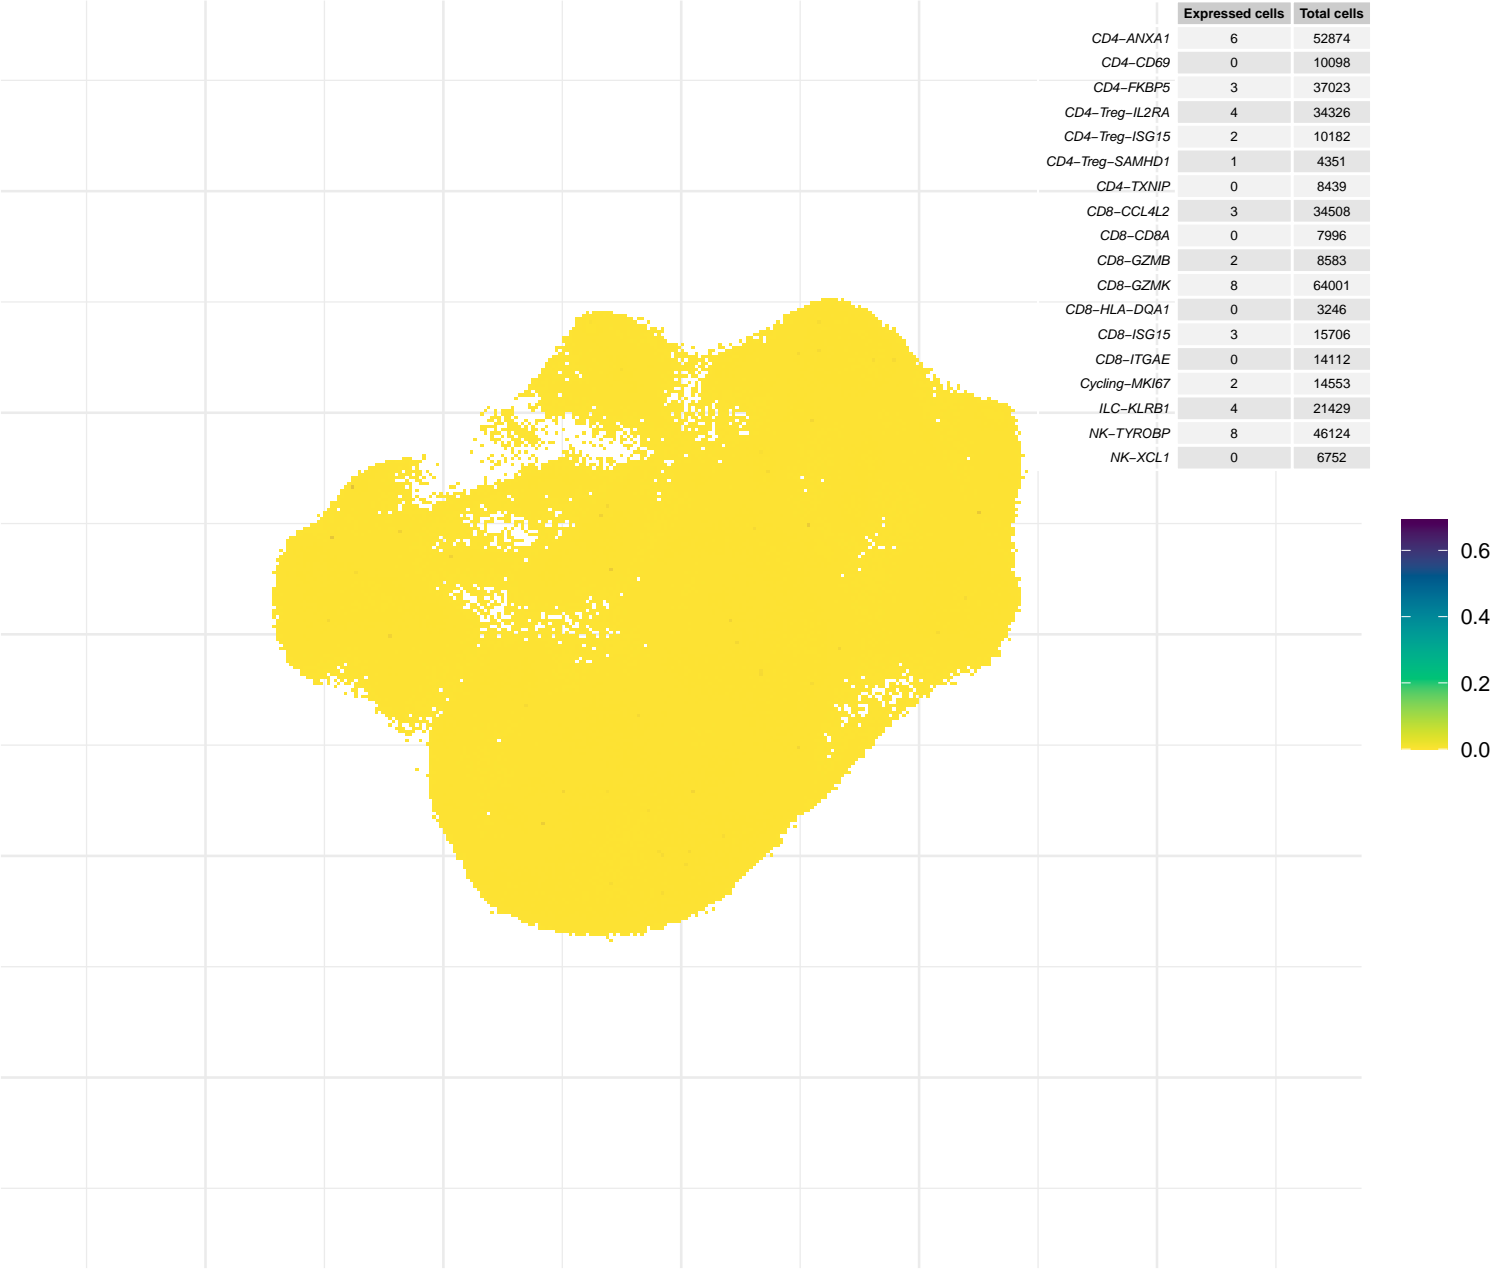 Expressed cells Total cells
CD4−ANXA1 6 52874
CD4−CD69 0 10098
CD4−FKBP5 3 37023
CD4−Treg−IL2RA 4 34326
CD4−Treg−ISG15 2 10182
CD4−Treg−SAMHD1 1 4351
CD4−TXNIP 0 8439
CD8−CCL4L2 3 34508
CD8−CD8A 0 7996
CD8−GZMB 2 8583
CD8−GZMK 8 64001
CD8−HLA−DQA1 0 3246
CD8−ISG15 3 15706
CD8−ITGAE 0 14112
Cycling−MKI67 2 14553
ILC−KLRB1 4 21429
NK−TYROBP 8 46124
NK−XCL1 0 6752
0.6
0.4
0.2
0.0